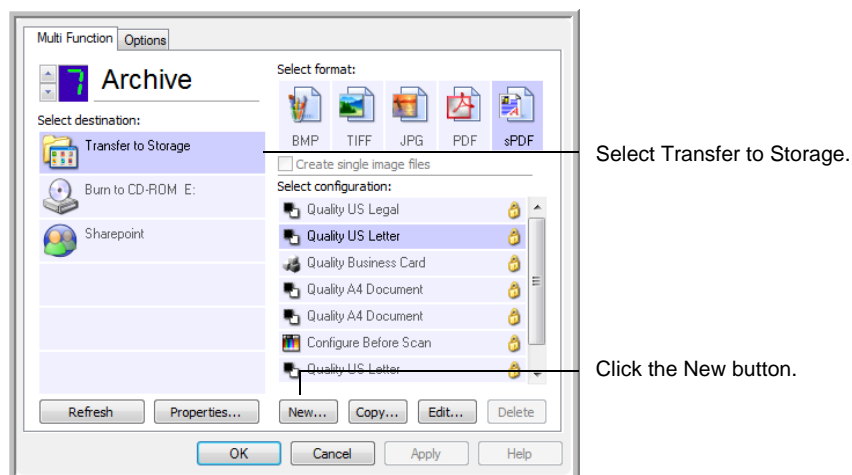 Multi Function Options
7 Archive
Select destination:
Transfer to Storage
Burn to CD-ROM E:
Sharepoint
Select format:
BMP TIFF JPG PDF sPDF
Create single image files
Select configuration:
Quality US Legal
Quality US Letter
Quality Business Card
Quality A4 Document
Quality A4 Document
Configure Before Scan
Quality US Letter
Refresh Properties... New... Copy... Edit... Delete
OK Cancel Apply Help
Select Transfer to Storage.
Click the New button.